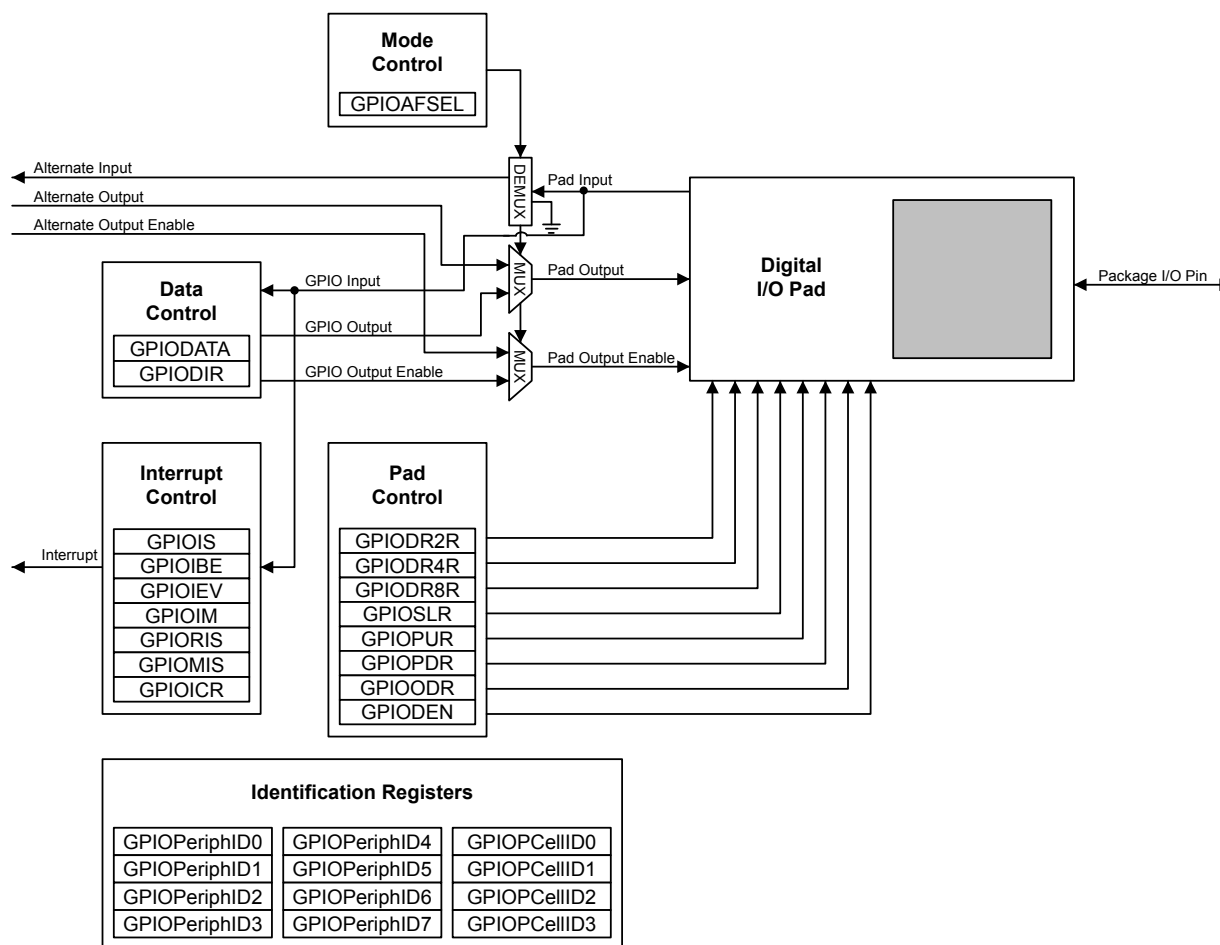 Mode
Control
GPIOAFSEL
Alternate Input
Alternate Output
Alternate Output Enable
DEMUX
Pad Input
MUX
Pad Output
MUX
Pad Output Enable
Digital
I/O Pad
Package I/O Pin
Data
Control
GPIODATA
GPIODIR
GPIO Input
GPIO Output
GPIO Output Enable
Interrupt
Control
GPIOIS
GPIOIBE
GPIOIEV
GPIOIM
GPIORIS
GPIOMIS
GPIOICR
Interrupt
Pad
Control
GPIODR2R
GPIODR4R
GPIODR8R
GPIOSLR
GPIOPUR
GPIOPDR
GPIOODR
GPIODEN
Identification Registers
GPIOPeriphID0
GPIOPeriphID1
GPIOPeriphID2
GPIOPeriphID3
GPIOPeriphID4
GPIOPeriphID5
GPIOPeriphID6
GPIOPeriphID7
GPIOPCellID0
GPIOPCellID1
GPIOPCellID2
GPIOPCellID3